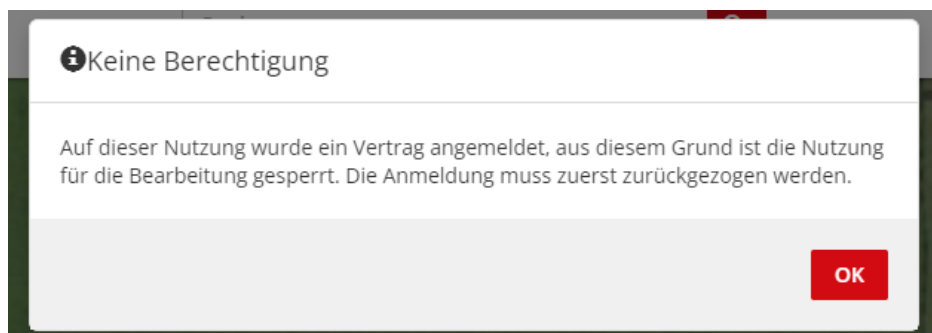 Keine Berechtigung
Auf dieser Nutzung wurde ein Vertrag angemeldet, aus diesem Grund ist die Nutzung
für die Bearbeitung gesperrt. Die Anmeldung muss zuerst zurückgezogen werden.
OK